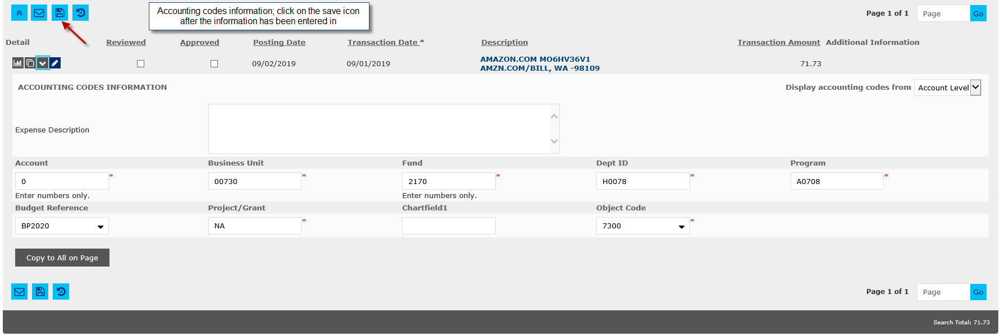 Accounting codes information; click on the save icon
after the information has been entered in
Page 1 of 1
Page
Go
Detail
Reviewed
Approved
Posting Date
Transaction Date
Description
Transaction Amount
Additional Information
09/02/2019
09/01/2019
AMAZON.COM MO6HV36V1
AMZN.COM/BILL, WA -98109
71.73
ACCOUNTING CODES INFORMATION
Display accounting codes from
Account Level
Expense Description
Account
Business Unit
Fund
Dept ID
Program
0 *
00730 *
2170 *
H0078 *
A0708 *
Enter numbers only.
Enter numbers only.
Budget Reference
Project/Grant
Chartfield1
Object Code
BP2020
NA *
7300 *
Copy to All on Page
Page 1 of 1
Page
Go
Search Total: 71.73